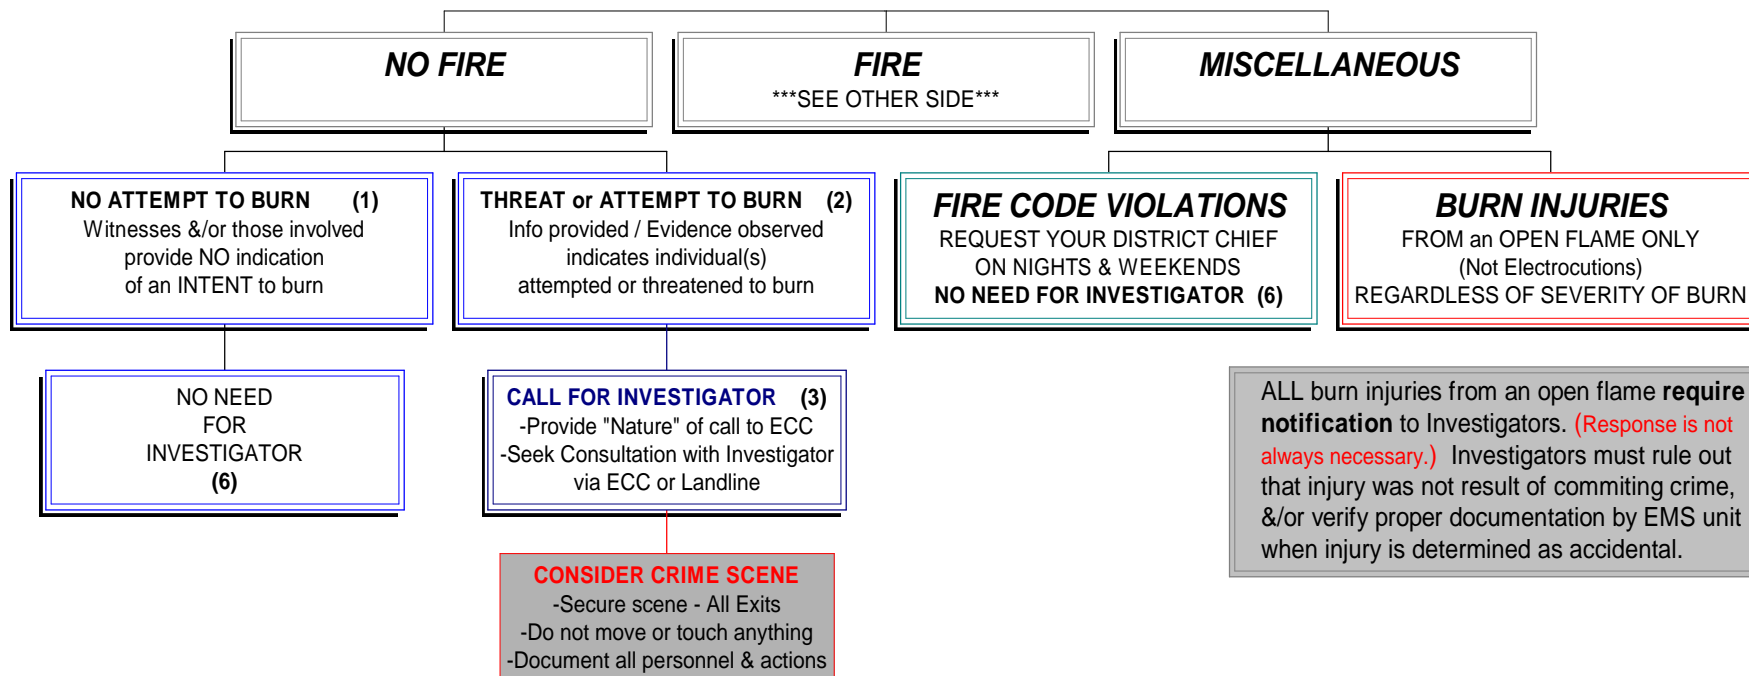 NO FIRE
FIRE
***SEE OTHER SIDE***
MISCELLANEOUS
NO ATTEMPT TO BURN (1)
Witnesses &/or those involved
provide NO indication
of an INTENT to burn
THREAT or ATTEMPT TO BURN (2)
Info provided / Evidence observed
indicates individual(s)
attempted or threatened to burn
FIRE CODE VIOLATIONS
REQUEST YOUR DISTRICT CHIEF
ON NIGHTS & WEEKENDS
NO NEED FOR INVESTIGATOR (6)
BURN INJURIES
FROM an OPEN FLAME ONLY
(Not Electrocutions)
REGARDLESS OF SEVERITY OF BURN
NO NEED
FOR
INVESTIGATOR
(6)
CALL FOR INVESTIGATOR (3)
-Provide "Nature" of call to ECC
-Seek Consultation with Investigator
via ECC or Landline
ALL burn injuries from an open flame require
notification to Investigators. (Response is not
always necessary.) Investigators must rule out
that injury was not result of commiting crime,
&/or verify proper documentation by EMS unit
when injury is determined as accidental.
CONSIDER CRIME SCENE
-Secure scene - All Exits
-Do not move or touch anything
-Document all personnel & actions